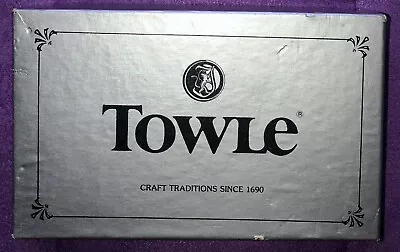 TOWLE®
CRAFT TRADITIONS SINCE 1690